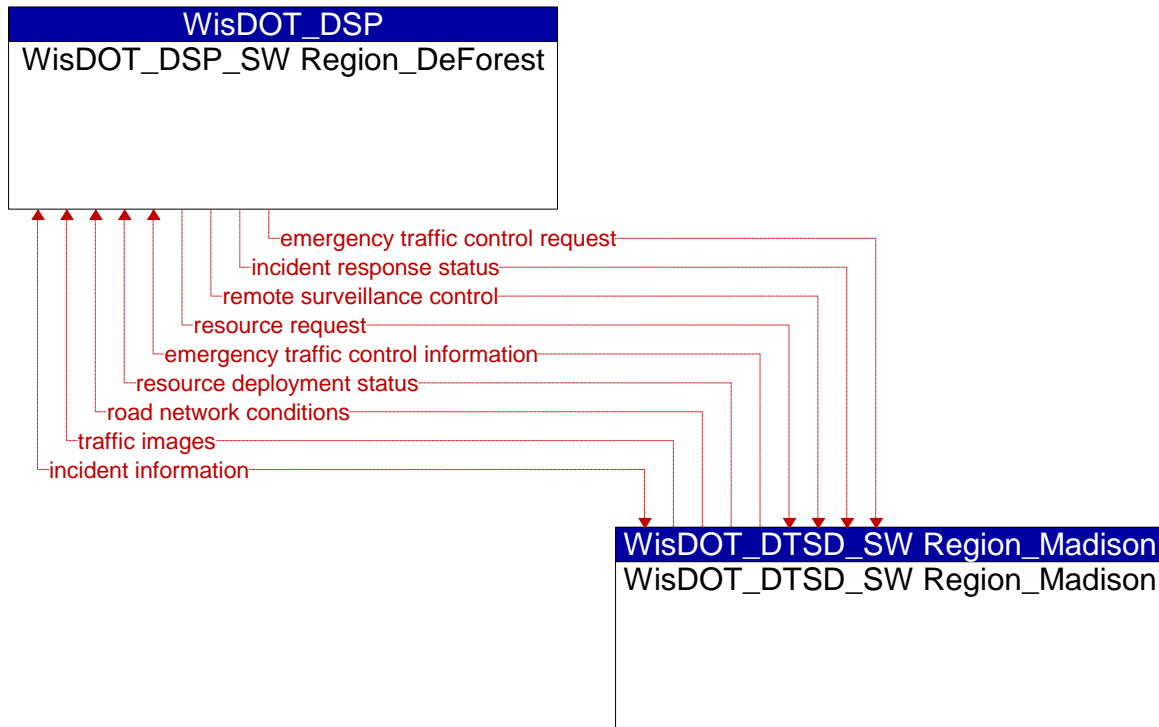 WisDOT_DSP
WisDOT_DSP_SW Region_DeForest
emergency traffic control request
incident response status
remote surveillance control
resource request
emergency traffic control information
resource deployment status
road network conditions
traffic images
incident information
WisDOT_DTSD_SW Region_Madison
WisDOT_DTSD_SW Region_Madison